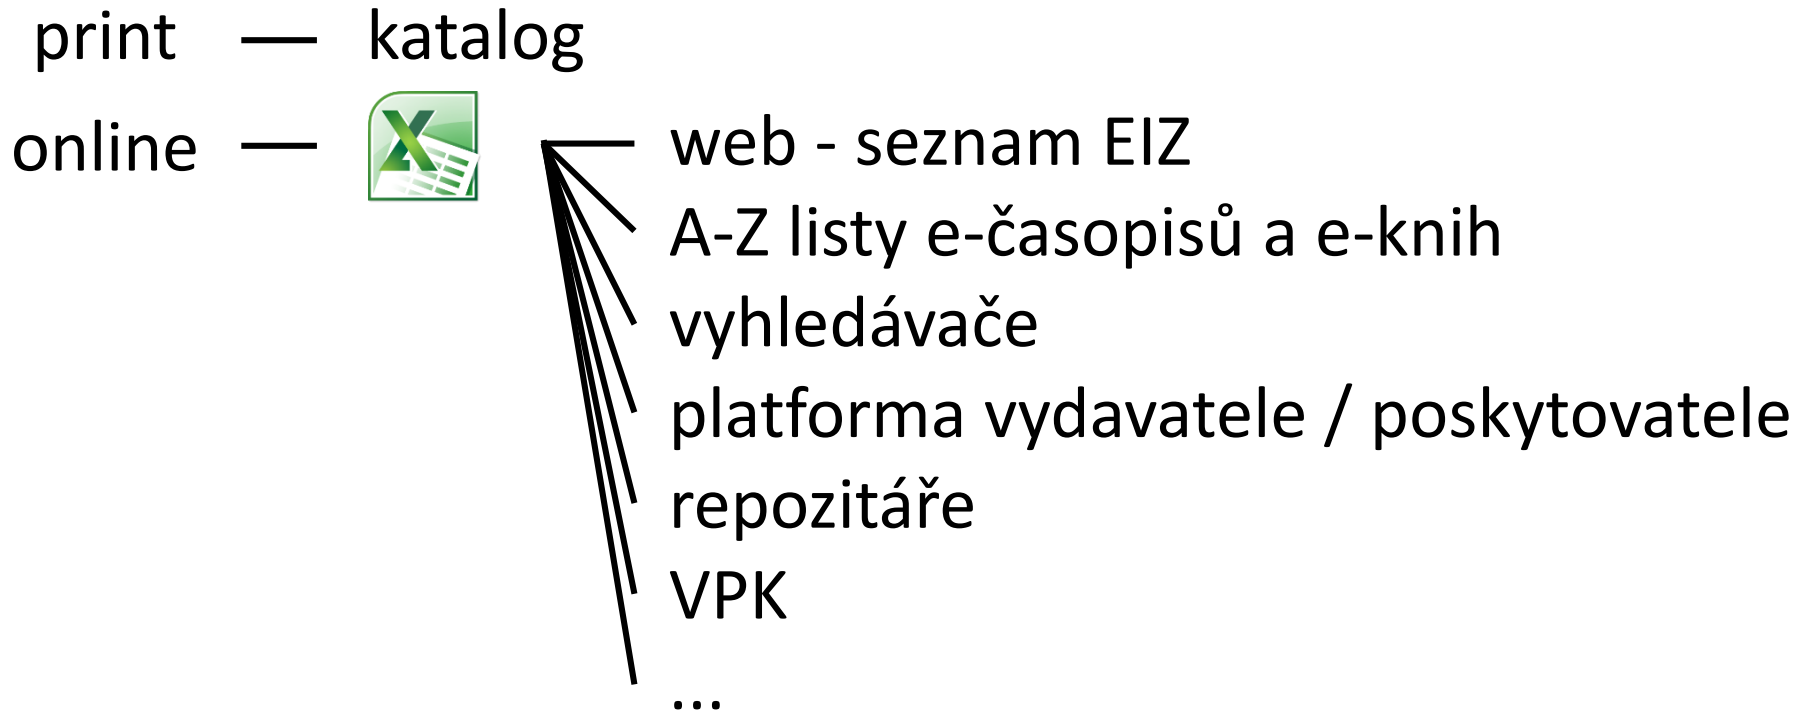 print — katalog
online —
web - seznam EIZ
A-Z listy e-časopisů a e-knih
vyhledávače
platforma vydavatele / poskytovatele
repozitáře
VPK
...